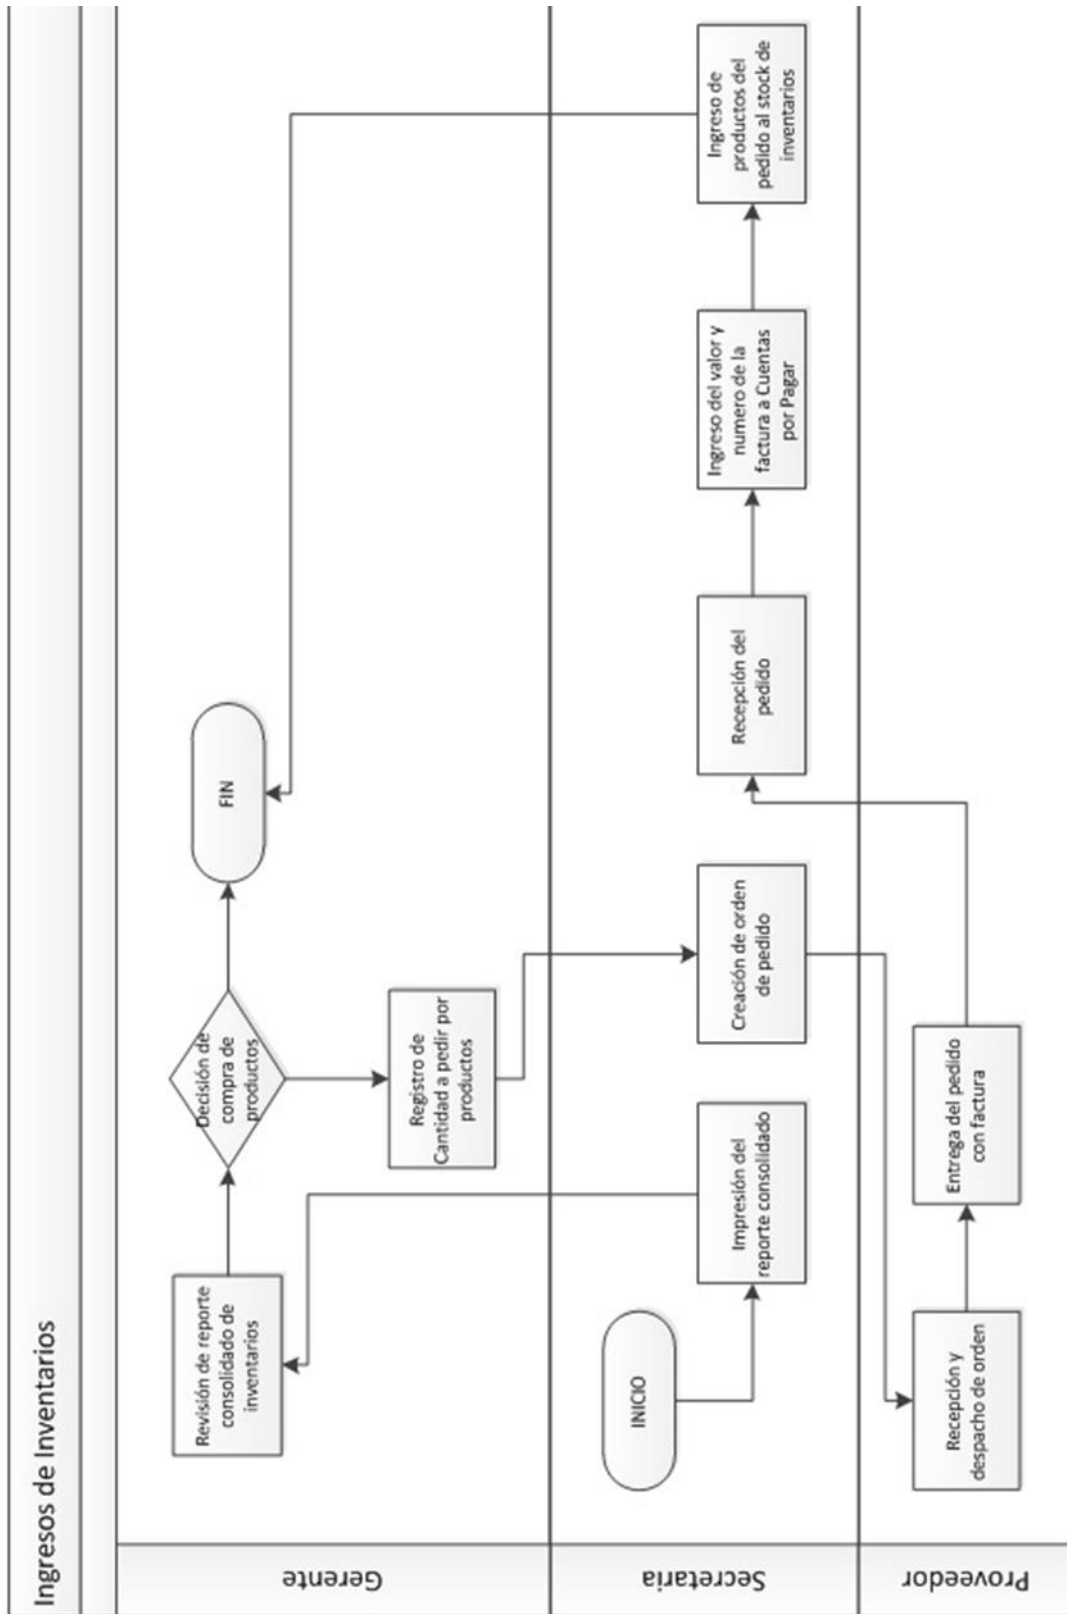 Ingresos de Inventarios
Gerente
Revisión de reporte
consolidado de
inventarios
Decisión de
compra de
productos
FIN
Registro de
Cantidad a pedir por
productos
Secretaria
INICIO
Impresión del
reporte consolidado
Creación de orden
de pedido
Recepción del
pedido
Ingreso del valor y
numero de la
factura a Cuentas
por Pagar
Ingreso de
productos del
pedido al stock de
inventarios
Proveedor
Recepción y
despacho de orden
Entrega del pedido
con factura